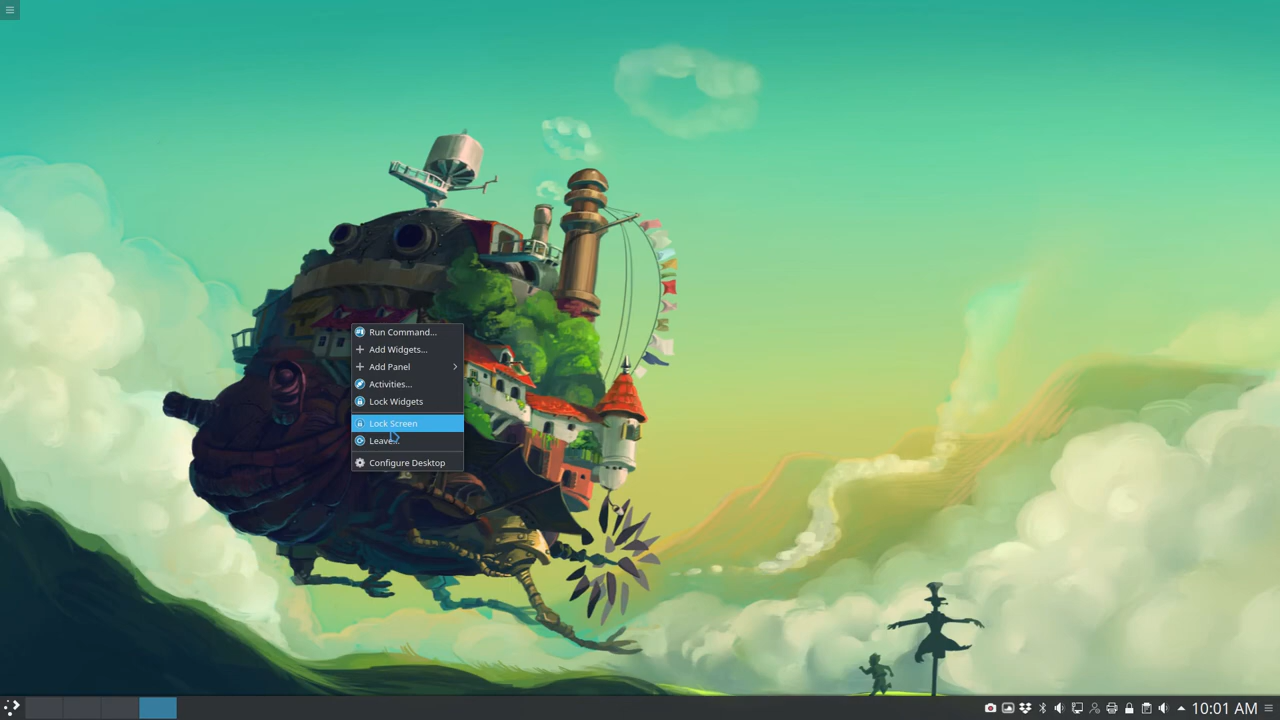 Run Command...
Add Widgets...
Add Panel
Activities...
Lock Widgets
Lock Screen
Leave...
Configure Desktop
10:01 AM